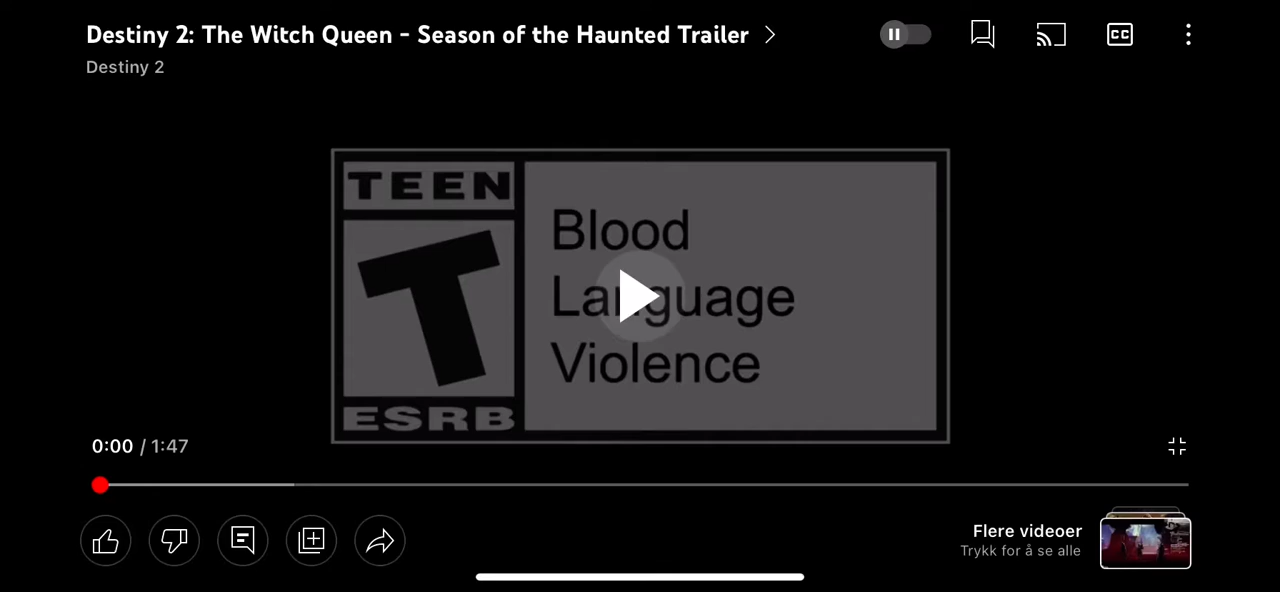 Destiny 2: The Witch Queen - Season of the Haunted Trailer
CC
Destiny 2
TEEN
T
ESRB
Blood
Language
Violence
0:00 / 1:47
Flere videoer
Trykk for å se alle